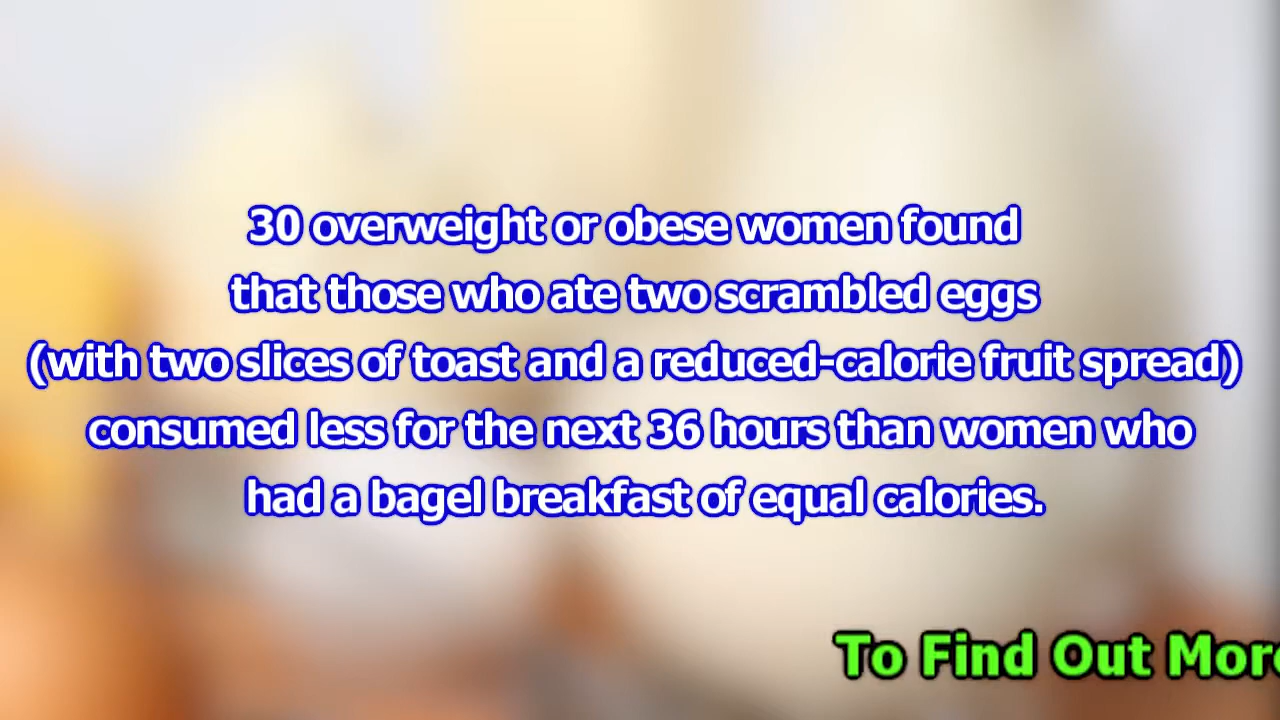 30 overweight or obese women found
that those who ate two scrambled eggs
(with two slices of toast and a reduced-calorie fruit spread)
consumed less for the next 36 hours than women who
had a bagel breakfast of equal calories.
To Find Out More